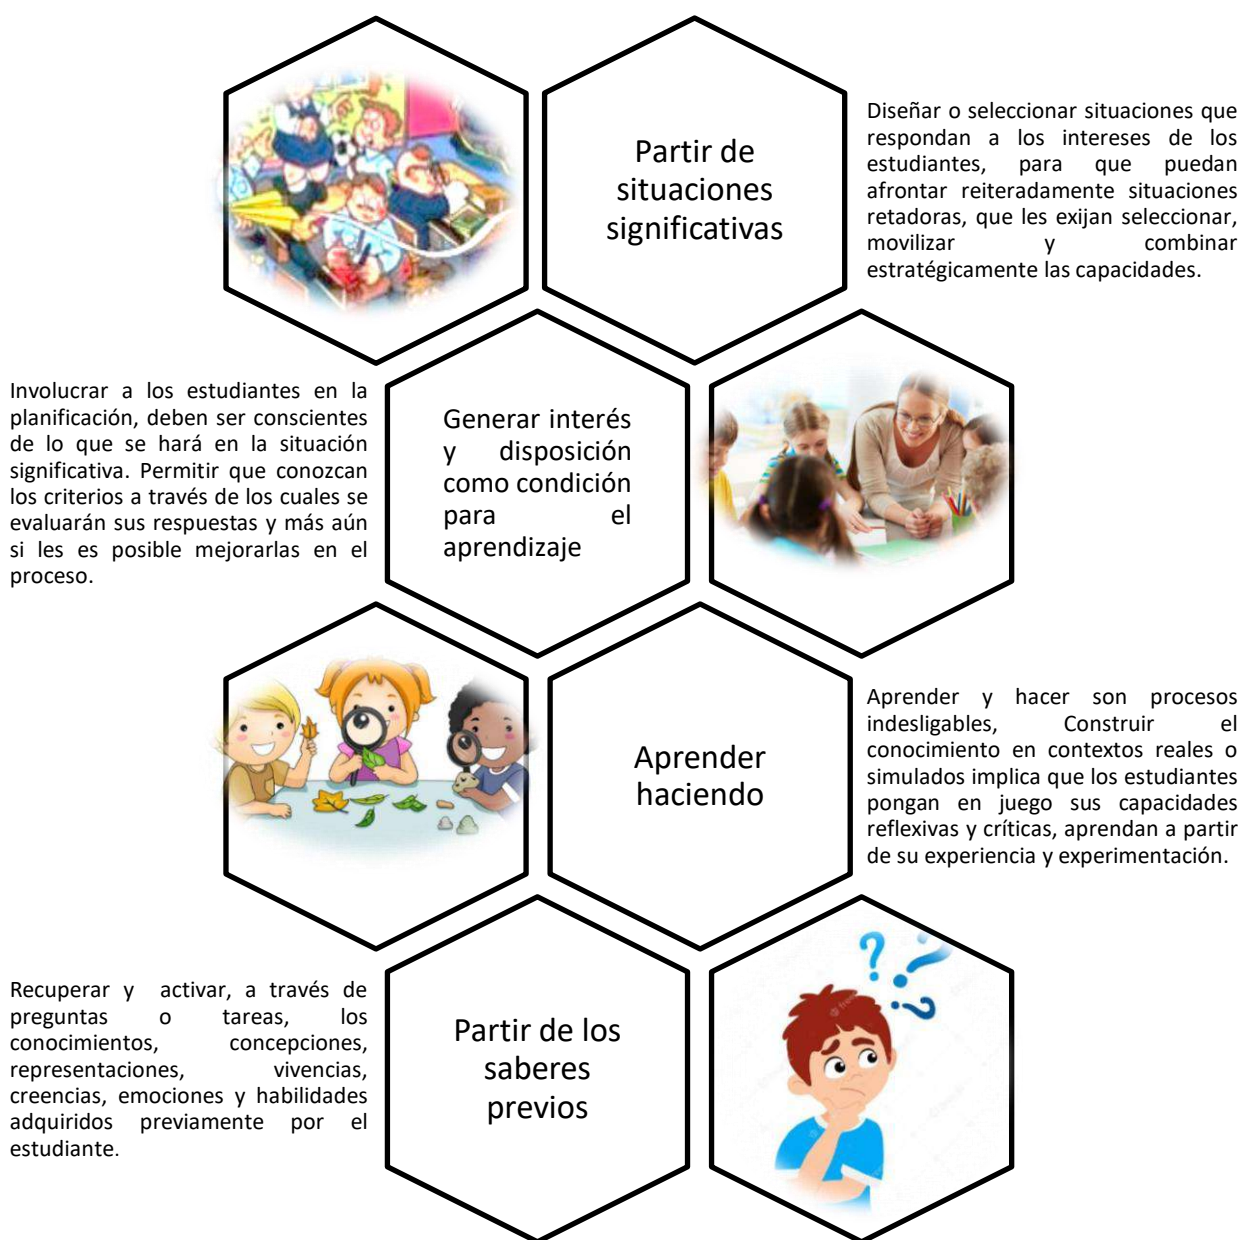 Partir de
situaciones
significativas
Diseñar o seleccionar situaciones que
respondan a los intereses de los
estudiantes, para que puedan
afrontar reiteradamente situaciones
retadoras, que les exijan seleccionar,
movilizar y combinar
estratégicamente las capacidades.
Involucrar a los estudiantes en la
planificación, deben ser conscientes
de lo que se hará en la situación
significativa. Permitir que conozcan
los criterios a través de los cuales se
evaluarán sus respuestas y más aún
si les es posible mejorarlas en el
proceso.
Generar interés
y disposición
como condición
para el
aprendizaje
Aprender
haciendo
Aprender y hacer son procesos
indesligables, Construir el
conocimiento en contextos reales o
simulados implica que los estudiantes
pongan en juego sus capacidades
reflexivas y críticas, aprendan a partir
de su experiencia y experimentación.
Recuperar y activar, a través de
preguntas o tareas, los
conocimientos, concepciones,
representaciones, vivencias,
creencias, emociones y habilidades
adquiridos previamente por el
estudiante.
Partir de los
saberes
previos